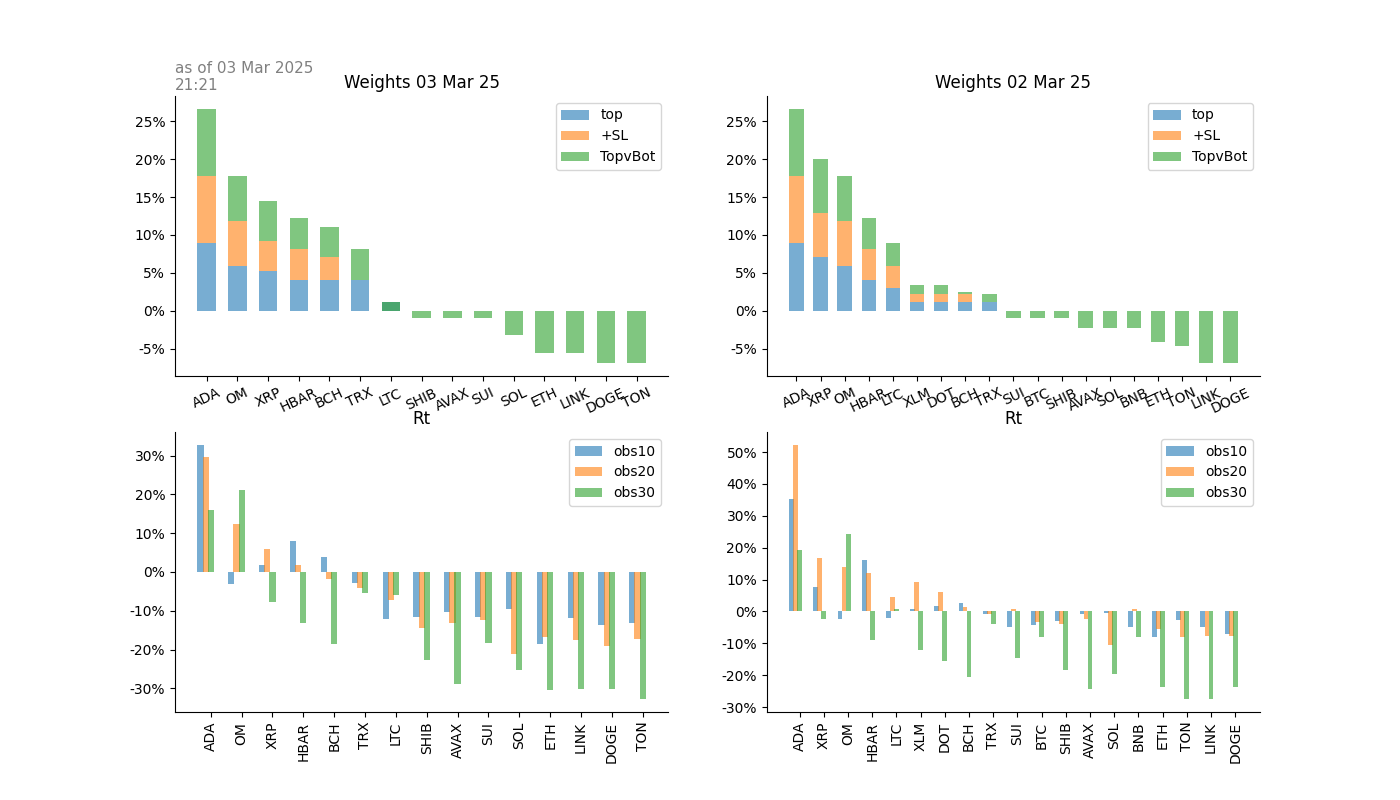 as of 03 Mar 2025
21:21
Weights 03 Mar 25
25%
20%
15%
10%
5%
0%
-5%
top
+SL
TopvBot
ADA OM XRP HBAR BCH TRX LTC SHIB AVAX SUI SOL ETH LINK DOGE TON
Weights 02 Mar 25
25%
20%
15%
10%
5%
0%
-5%
top
+SL
TopvBot
ADA XRP OM HBAR LTC XLM DOT BCH TRX SUI BTC SHIB AVAX SOL BNB ETH TON LINK DOGE
Rt
30%
20%
10%
0%
-10%
-20%
-30%
obs10
obs20
obs30
ADA OM XRP HBAR BCH TRX LTC SHIB AVAX SUI SOL ETH LINK DOGE TON
Rt
50%
40%
30%
20%
10%
0%
-10%
-20%
-30%
obs10
obs20
obs30
ADA XRP OM HBAR LTC XLM DOT BCH TRX SUI BTC SHIB AVAX SOL BNB ETH TON LINK DOGE